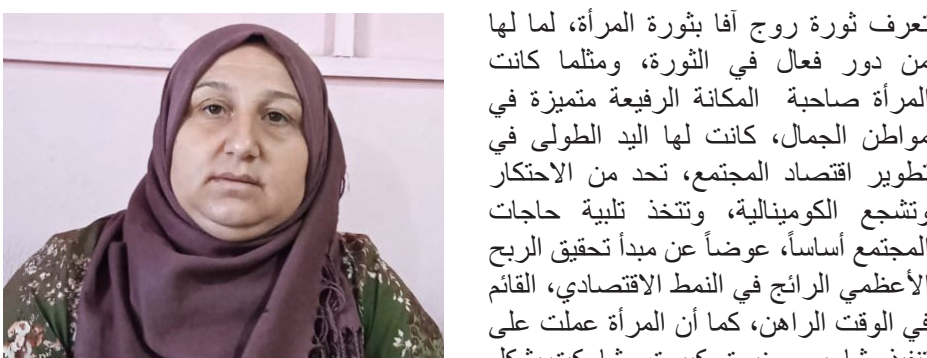 تعرف ثورة روج آفا بثورة المرأة، لما لها
من دور فعال في الثورة، ومثلما كانت
المرأة صاحبة المكانة الرفيعة متميزة في
مواطن الجمال، كانت لها اليد الطولى في
تطوير اقتصاد المجتمع، تحد من الاحتكار
وتشجع الكومينالية، وتتخذ تلبية حاجات
المجتمع أساساً، عوضاً عن مبدأ تحقيق الربح
الأعظمي الرائج في النمط الاقتصادي، القائم
في الوقت الراهن، كما أن المرأة عملت على